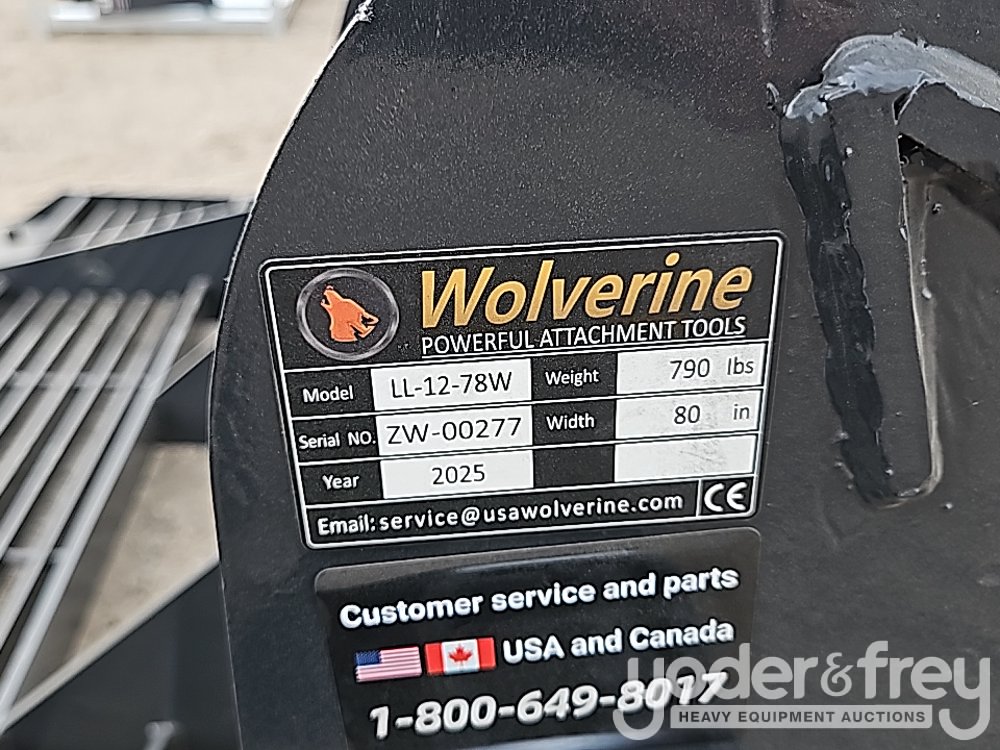 Wolverine
POWERFUL ATTACHMENT TOOLS
Model LL-12-78W Weight 790 lbs
Serial NO. ZW-00277 Width 80 in
Year 2025
Email: service@usawolverine.com CE
Customer service and parts
USA and Canada
1-800-649-8017
yoder&frey
HEAVY EQUIPMENT AUCTIONS